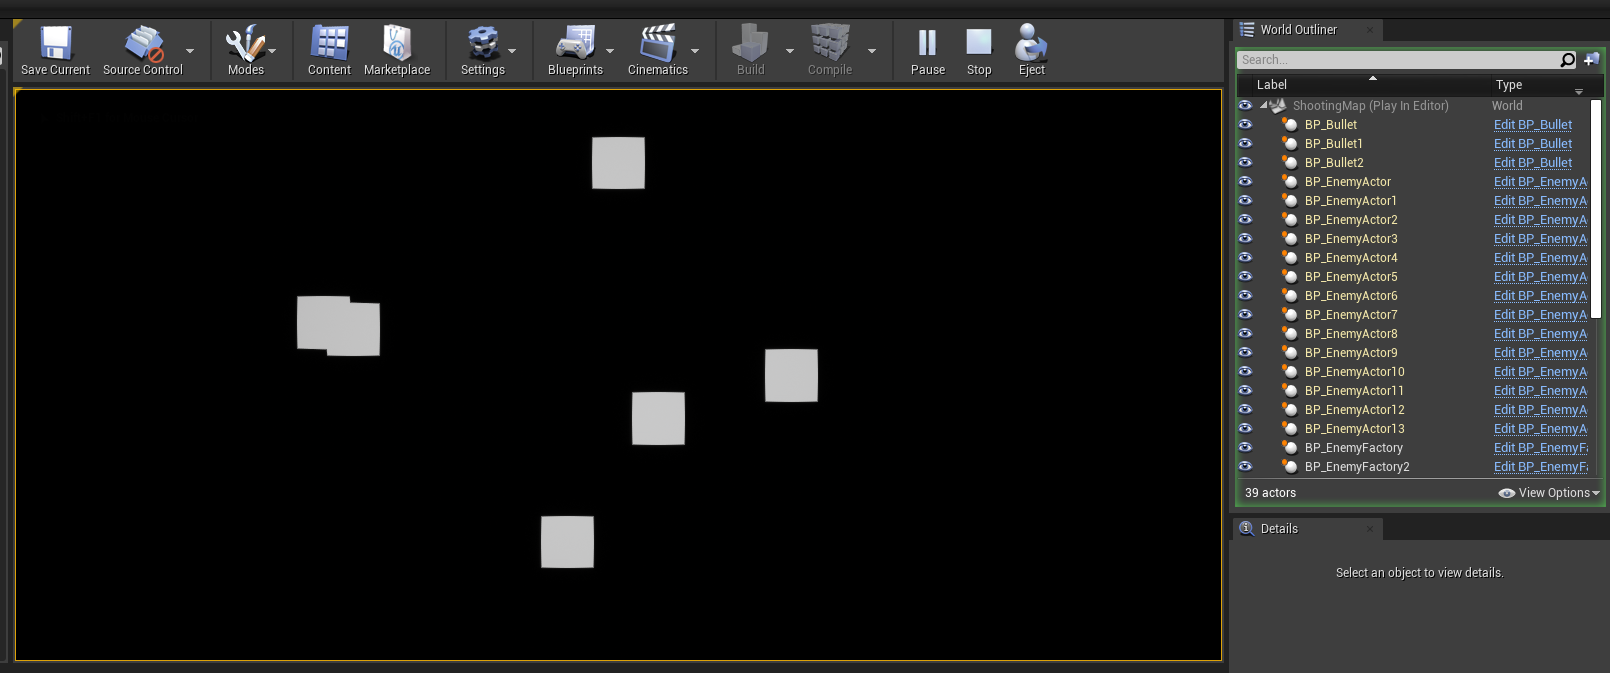 Save Current Source Control Modes Content Marketplace Settings Blueprints Cinematics Build Compile Pause Stop Eject
World Outliner
Search...
Label Type
ShootingMap (Play In Editor) World
BP_Bullet Edit BP_Bullet
BP_Bullet1 Edit BP_Bullet
BP_Bullet2 Edit BP_Bullet
BP_EnemyActor Edit BP_EnemyA
BP_EnemyActor1 Edit BP_EnemyA
BP_EnemyActor2 Edit BP_EnemyA
BP_EnemyActor3 Edit BP_EnemyA
BP_EnemyActor4 Edit BP_EnemyA
BP_EnemyActor5 Edit BP_EnemyA
BP_EnemyActor6 Edit BP_EnemyA
BP_EnemyActor7 Edit BP_EnemyA
BP_EnemyActor8 Edit BP_EnemyA
BP_EnemyActor9 Edit BP_EnemyA
BP_EnemyActor10 Edit BP_EnemyA
BP_EnemyActor11 Edit BP_EnemyA
BP_EnemyActor12 Edit BP_EnemyA
BP_EnemyActor13 Edit BP_EnemyA
BP_EnemyFactory Edit BP_EnemyF
BP_EnemyFactory2 Edit BP_EnemyF
39 actors View Options
Details
Select an object to view details.